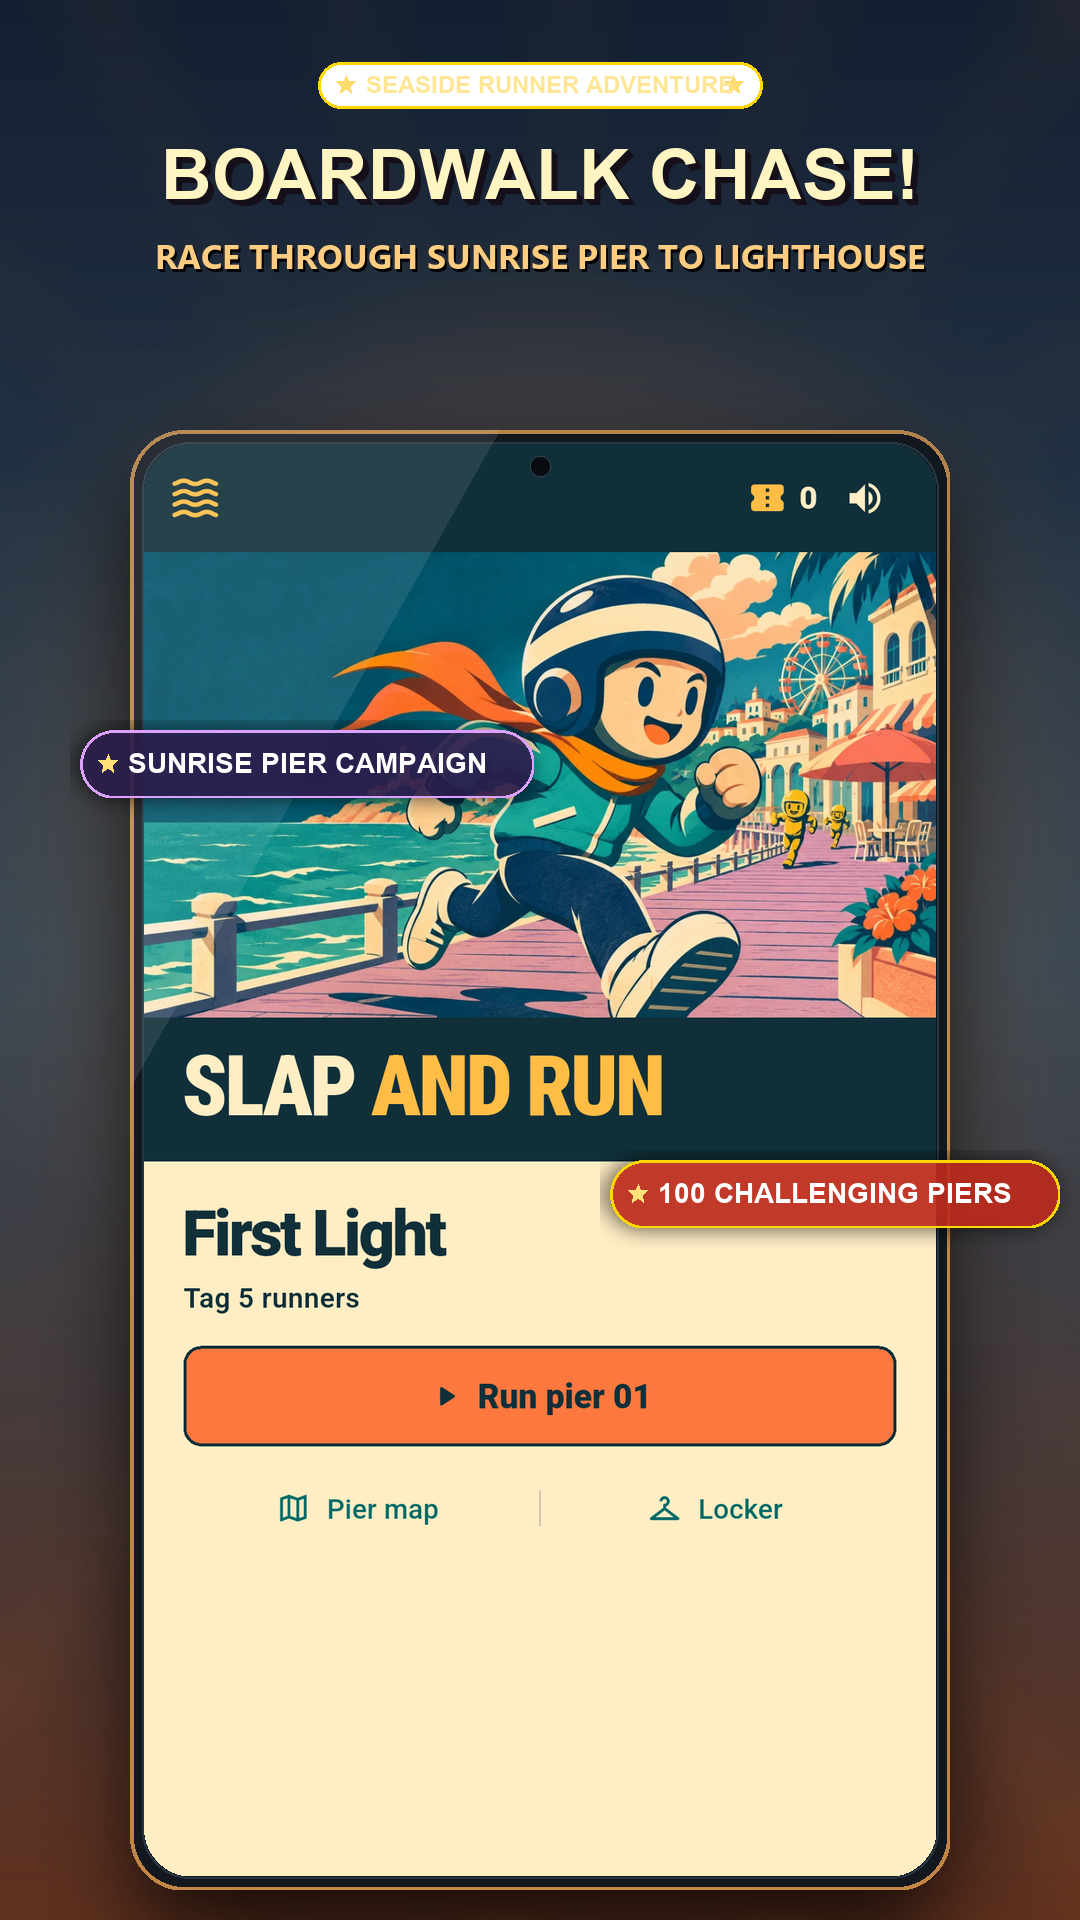 SEASIDE RUNNER ADVENTURE
BOARDWALK CHASE!
RACE THROUGH SUNRISE PIER TO LIGHTHOUSE
0
SUNRISE PIER CAMPAIGN
SLAP AND RUN
100 CHALLENGING PIERS
First Light
Tag 5 runners
Run pier 01
Pier map
Locker